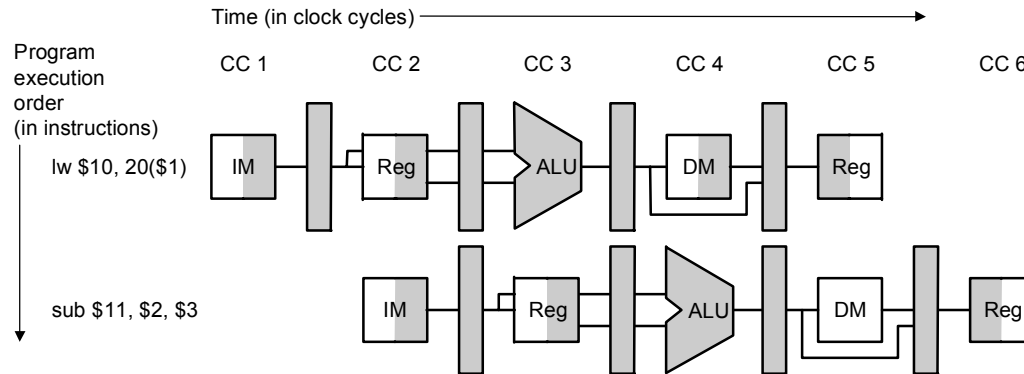 Time (in clock cycles)
Program
execution
order
(in instructions)
CC 1 CC 2 CC 3 CC 4 CC 5 CC 6
lw $10, 20($1)
IM Reg ALU DM Reg
sub $11, $2, $3
IM Reg ALU DM Reg